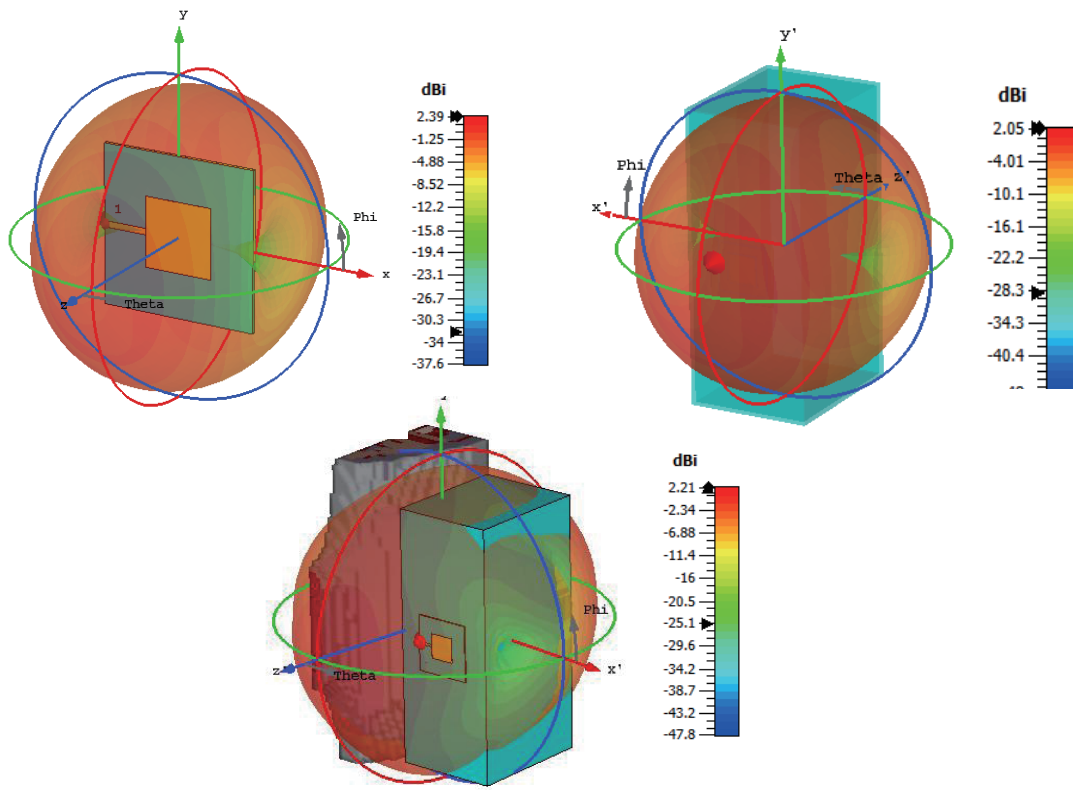 y
dBi
2.39
-1.25
-4.88
-8.52
-12.2
-15.8
-19.4
-23.1
-26.7
-30.3
-34
-37.6
1
Phi
x
z
Theta
y'
dBi
2.05
-4.01
-10.1
-16.1
-22.2
-28.3
-34.3
-40.4
Phi
x'
Theta z'
dBi
2.21
-2.34
-6.88
-11.4
-16
-20.5
-25.1
-29.6
-34.2
-38.7
-43.2
-47.8
Phi
z
Theta
x'